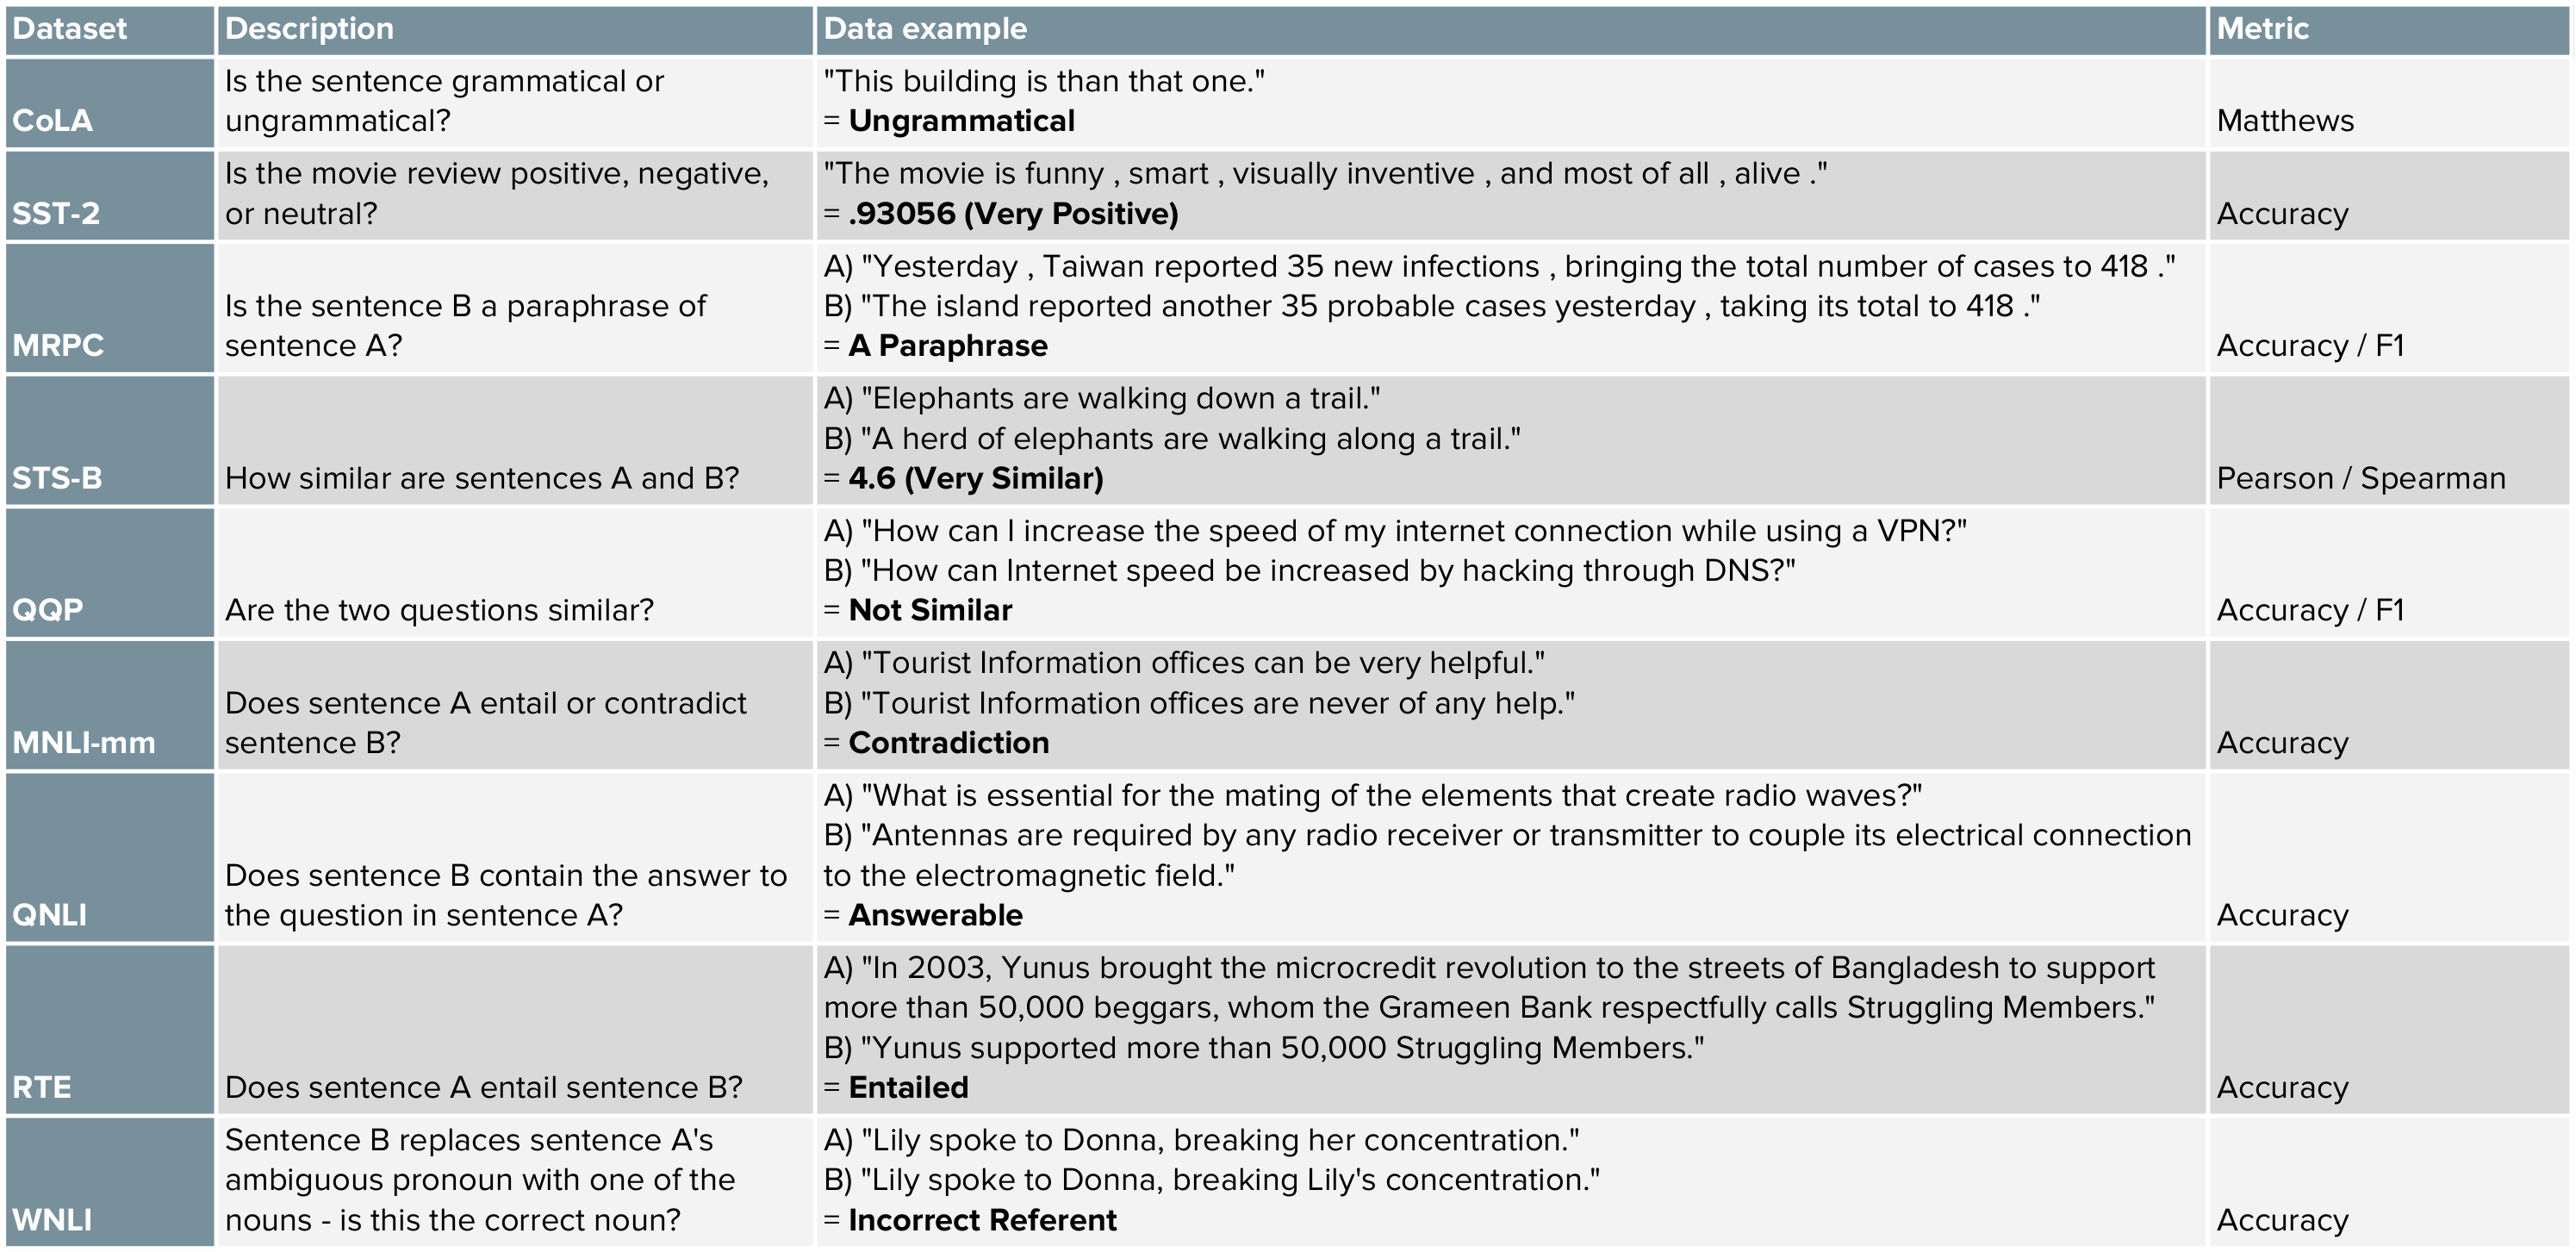 Dataset Description Data example Metric
Is the sentence grammatical or
ungrammatical?
"This building is than that one."
= Ungrammatical
CoLA
Matthews
Is the movie review positive, negative,
or neutral?
"The movie is funny , smart , visually inventive , and most of all , alive ."
= .93056 (Very Positive)
SST-2
Accuracy
Is the sentence B a paraphrase of
sentence A?
A) "Yesterday , Taiwan reported 35 new infections , bringing the total number of cases to 418 ."
B) "The island reported another 35 probable cases yesterday , taking its total to 418 ."
= A Paraphrase
MRPC
Accuracy / F1
How similar are sentences A and B?
A) "Elephants are walking down a trail."
B) "A herd of elephants are walking along a trail."
= 4.6 (Very Similar)
STS-B
Pearson / Spearman
Are the two questions similar?
A) "How can I increase the speed of my internet connection while using a VPN?"
B) "How can Internet speed be increased by hacking through DNS?"
= Not Similar
QQP
Accuracy / F1
Does sentence A entail or contradict
sentence B?
A) "Tourist Information offices can be very helpful."
B) "Tourist Information offices are never of any help."
= Contradiction
MNLI-mm
Accuracy
Does sentence B contain the answer to
the question in sentence A?
A) "What is essential for the mating of the elements that create radio waves?"
B) "Antennas are required by any radio receiver or transmitter to couple its electrical connection
to the electromagnetic field."
= Answerable
QNLI
Accuracy
Does sentence A entail sentence B?
A) "In 2003, Yunus brought the microcredit revolution to the streets of Bangladesh to support
more than 50,000 beggars, whom the Grameen Bank respectfully calls Struggling Members."
B) "Yunus supported more than 50,000 Struggling Members."
= Entailed
RTE
Accuracy
Sentence B replaces sentence A's
ambiguous pronoun with one of the
nouns - is this the correct noun?
A) "Lily spoke to Donna, breaking her concentration."
B) "Lily spoke to Donna, breaking Lily's concentration."
= Incorrect Referent
WNLI
Accuracy